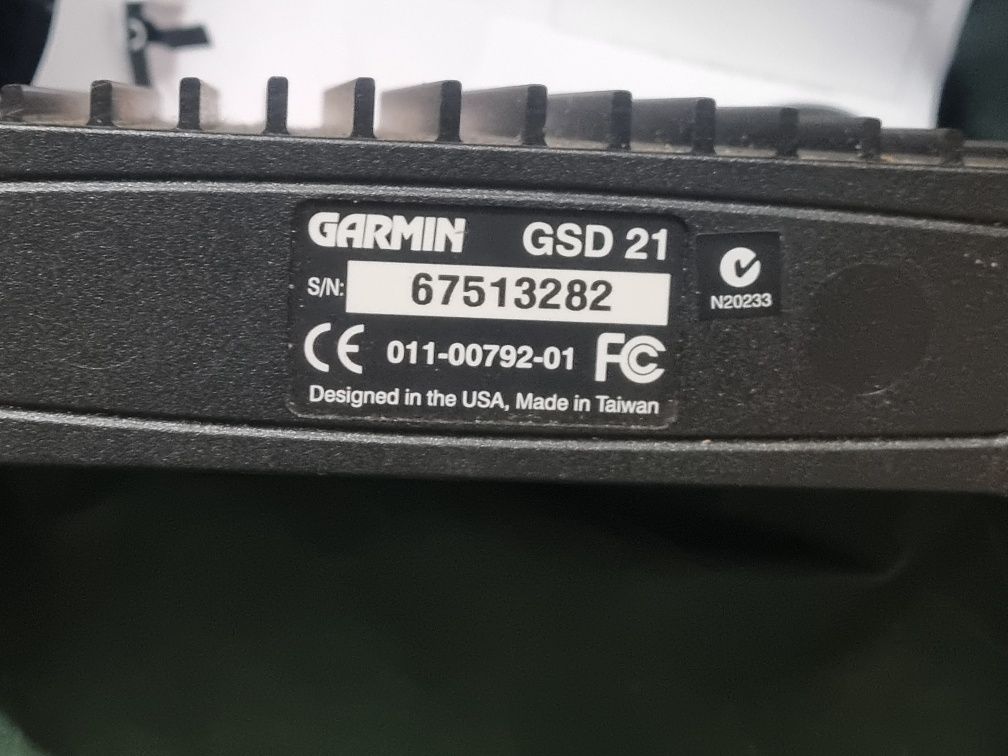 GARMIN GSD 21
S/N: 67513282
CE 011-00792-01 FC
Designed in the USA, Made in Taiwan
N20233